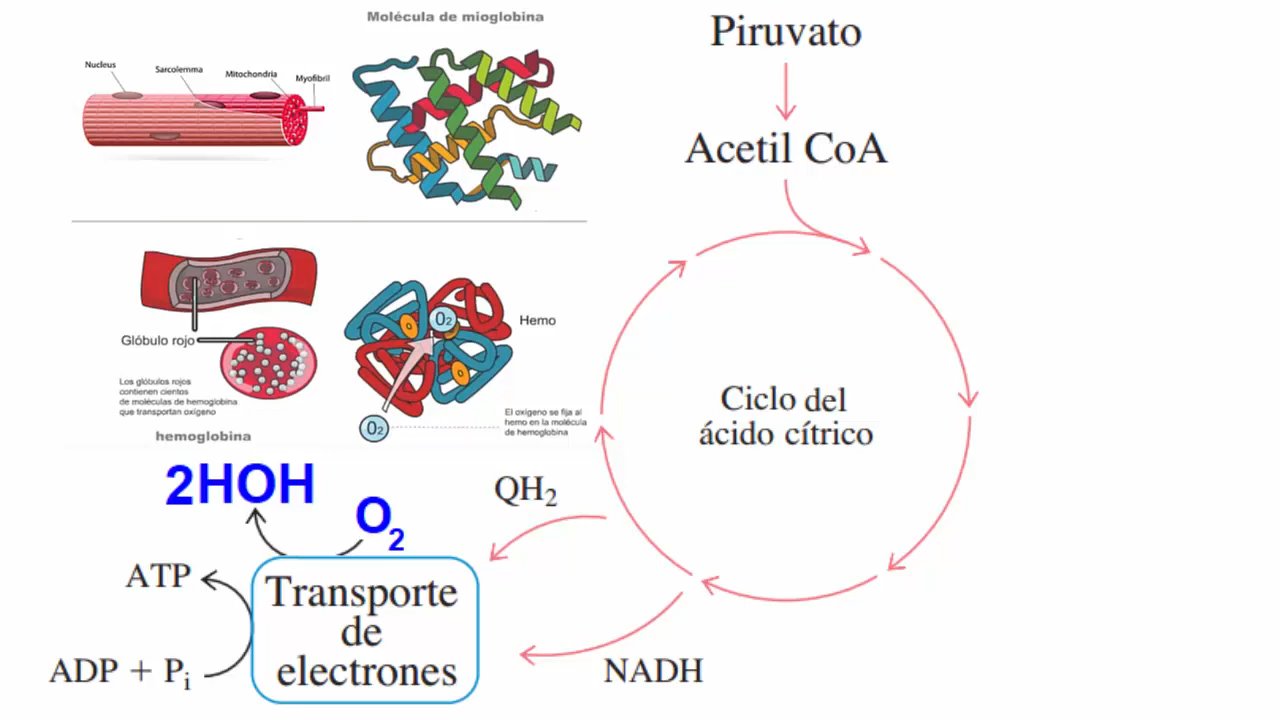 Molécula de mioglobina
Nucleus
Sarcolemma
Mitochondria
Myofibril
Piruvato
Acetil CoA
Glóbulo rojo
Los glóbulos rojos
contienen cientos
de moléculas de hemoglobina
que transportan oxígeno
hemoglobina
O₂
Hemo
O₂
El oxígeno se fija al
hemo en la molécula
de hemoglobina
Ciclo del
ácido cítrico
2HOH
O₂
QH₂
ATP
ADP + Pᵢ
Transporte
de
electrones
NADH